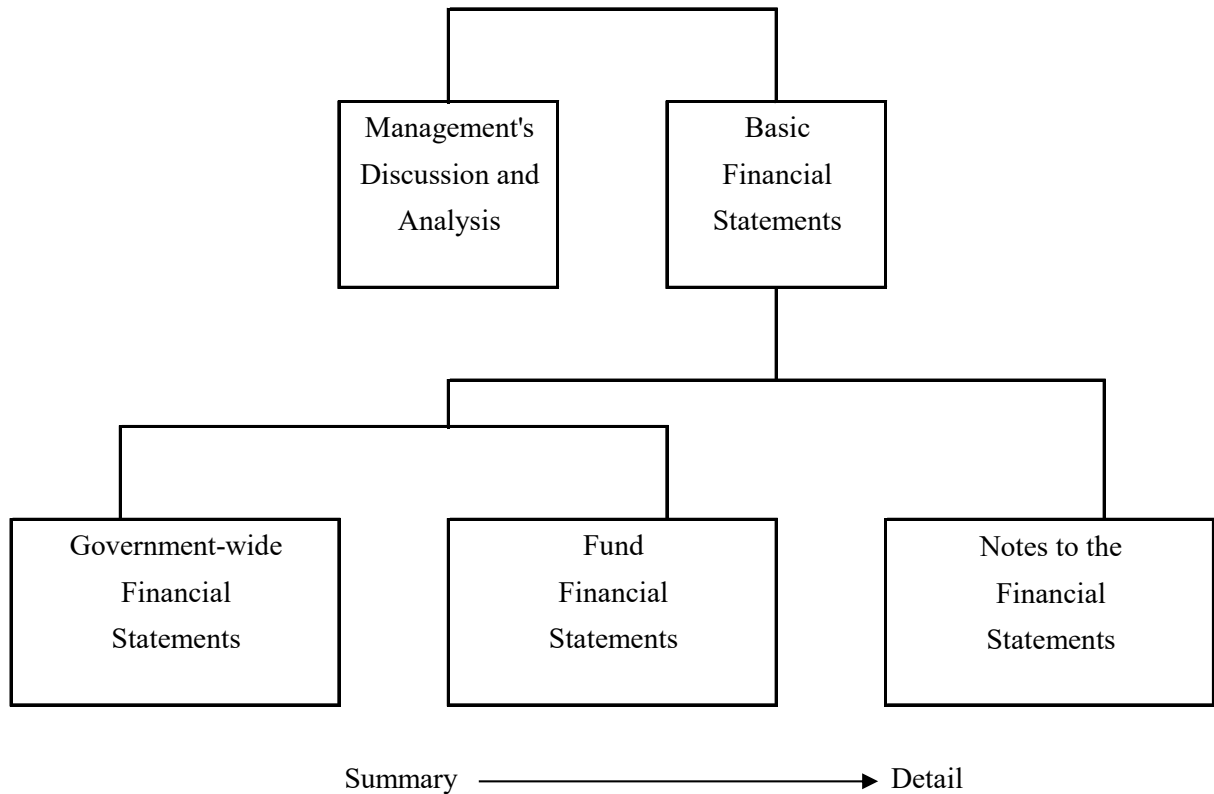 Management's
Discussion and
Analysis
Basic
Financial
Statements
Government-wide
Financial
Statements
Fund
Financial
Statements
Notes to the
Financial
Statements
Summary
Detail